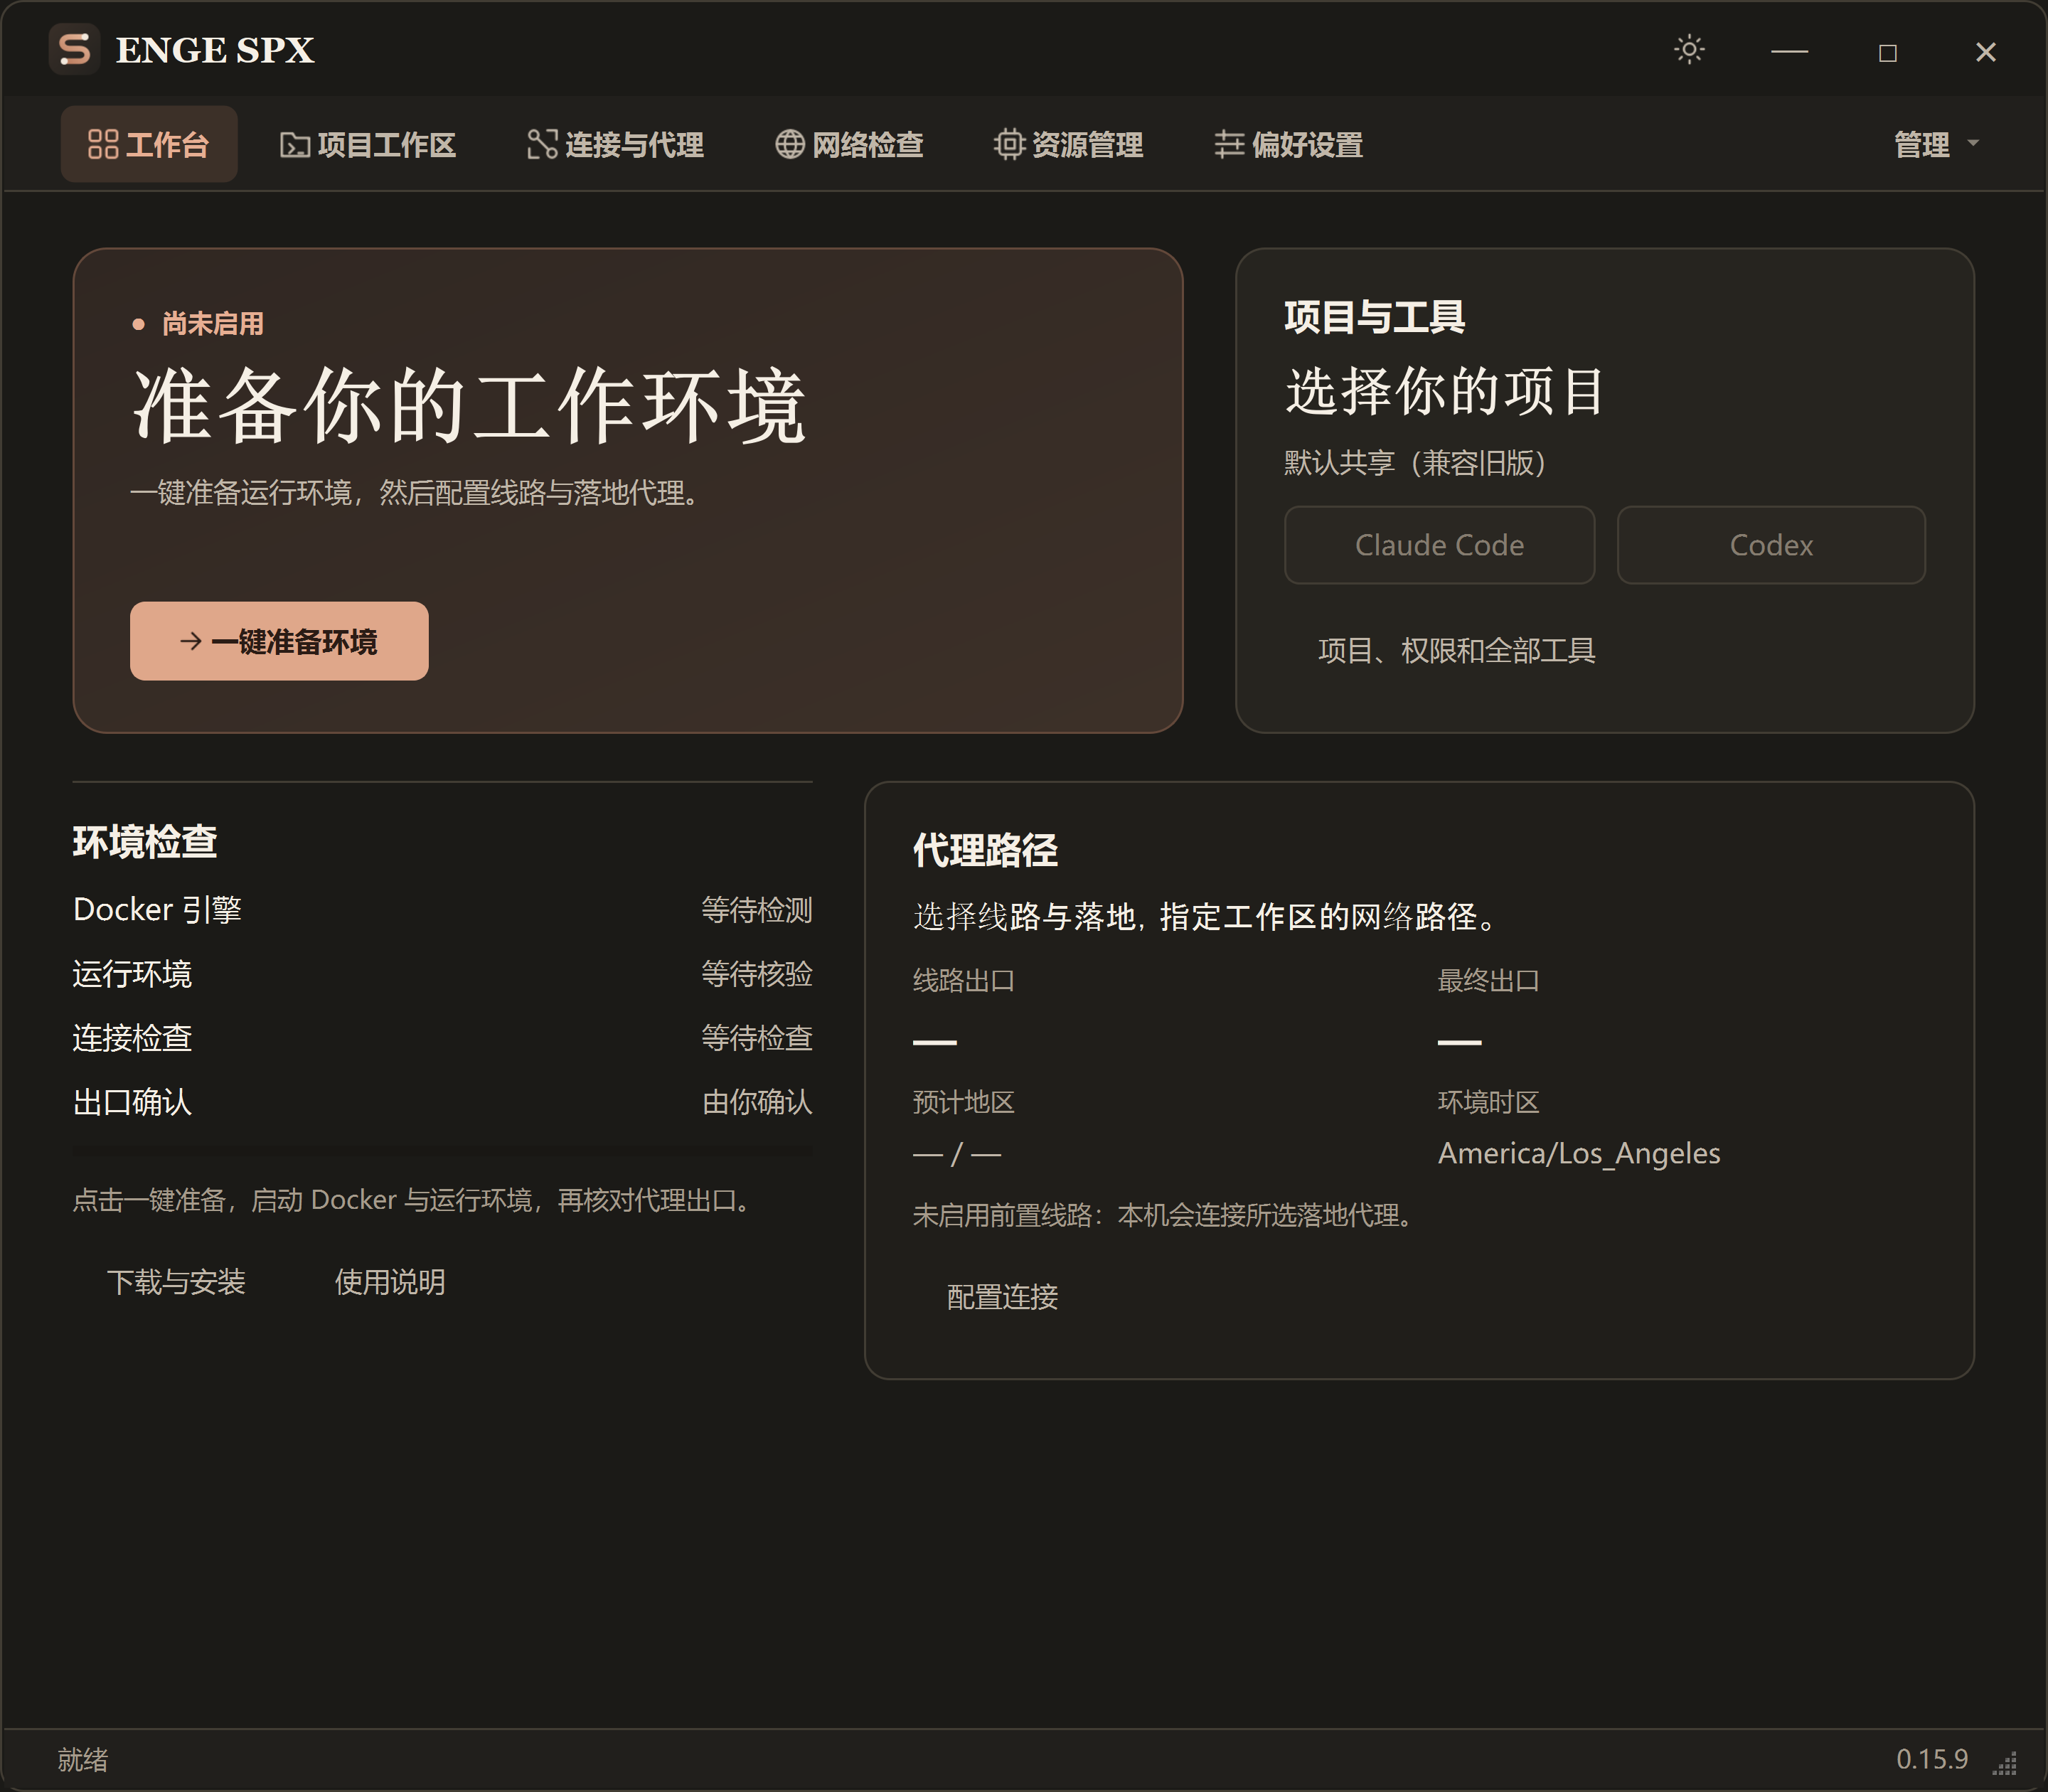 ENGE SPX
工作台
项目工作区
连接与代理
网络检查
资源管理
偏好设置
管理
尚未启用
准备你的工作环境
一键准备运行环境，然后配置线路与落地代理。
→ 一键准备环境
项目与工具
选择你的项目
默认共享（兼容旧版）
Claude Code
Codex
项目、权限和全部工具
环境检查
Docker 引擎 等待检测
运行环境 等待核验
连接检查 等待检查
出口确认 由你确认
点击一键准备，启动 Docker 与运行环境，再核对代理出口。
下载与安装
使用说明
代理路径
选择线路与落地, 指定工作区的网络路径。
线路出口 最终出口
— —
预计地区 环境时区
— / — America/Los_Angeles
未启用前置线路：本机会连接所选落地代理。
配置连接
就绪
0.15.9